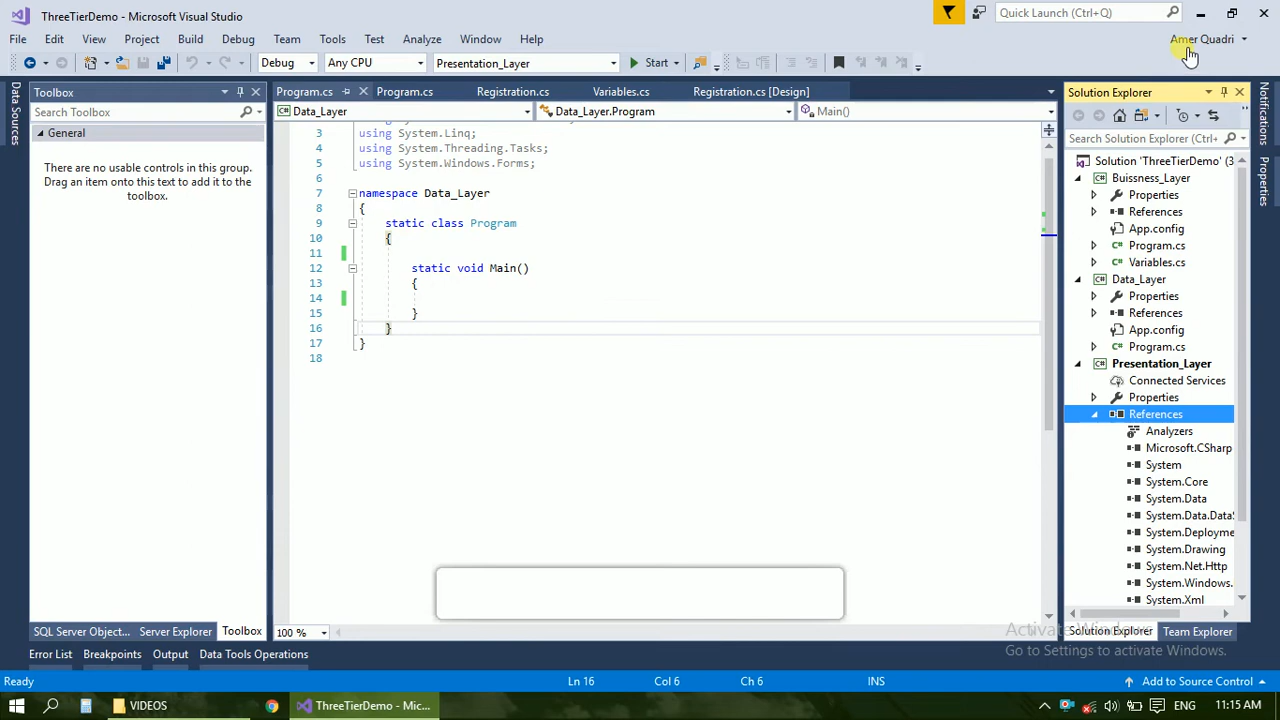 ThreeTierDemo - Microsoft Visual Studio
Quick Launch (Ctrl+Q)
File Edit View Project Build Debug Team Tools Test Analyze Window Help
Amer Quadri
Debug Any CPU Presentation_Layer Start
Data Sources
Toolbox
Search Toolbox
General
There are no usable controls in this group.
Drag an item onto this text to add it to the
toolbox.
SQL Server Object... Server Explorer Toolbox
Program.cs Program.cs Registration.cs Variables.cs Registration.cs [Design]
Data_Layer Data_Layer.Program Main()
3 using System.Linq;
4 using System.Threading.Tasks;
5 using System.Windows.Forms;
6
7 namespace Data_Layer
8 {
9 static class Program
10 {
11
12 static void Main()
13 {
14
15 }
16 }
17 }
18
100 %
Solution Explorer
Search Solution Explorer (Ctrl+
Solution 'ThreeTierDemo' (3
Buissness_Layer
Properties
References
App.config
Program.cs
Variables.cs
Data_Layer
Properties
References
App.config
Program.cs
Presentation_Layer
Connected Services
Properties
References
Analyzers
Microsoft.CSharp
System
System.Core
System.Data
System.Data.DataS
System.Deployme
System.Drawing
System.Net.Http
System.Windows.
System.Xml
Solution Explorer Team Explorer
Notifications
Properties
Activate Windows
Go to Settings to activate Windows.
Error List Breakpoints Output Data Tools Operations
Ready Ln 16 Col 6 Ch 6 INS Add to Source Control
VIDEOS ThreeTierDemo - Mic... ENG 11:15 AM